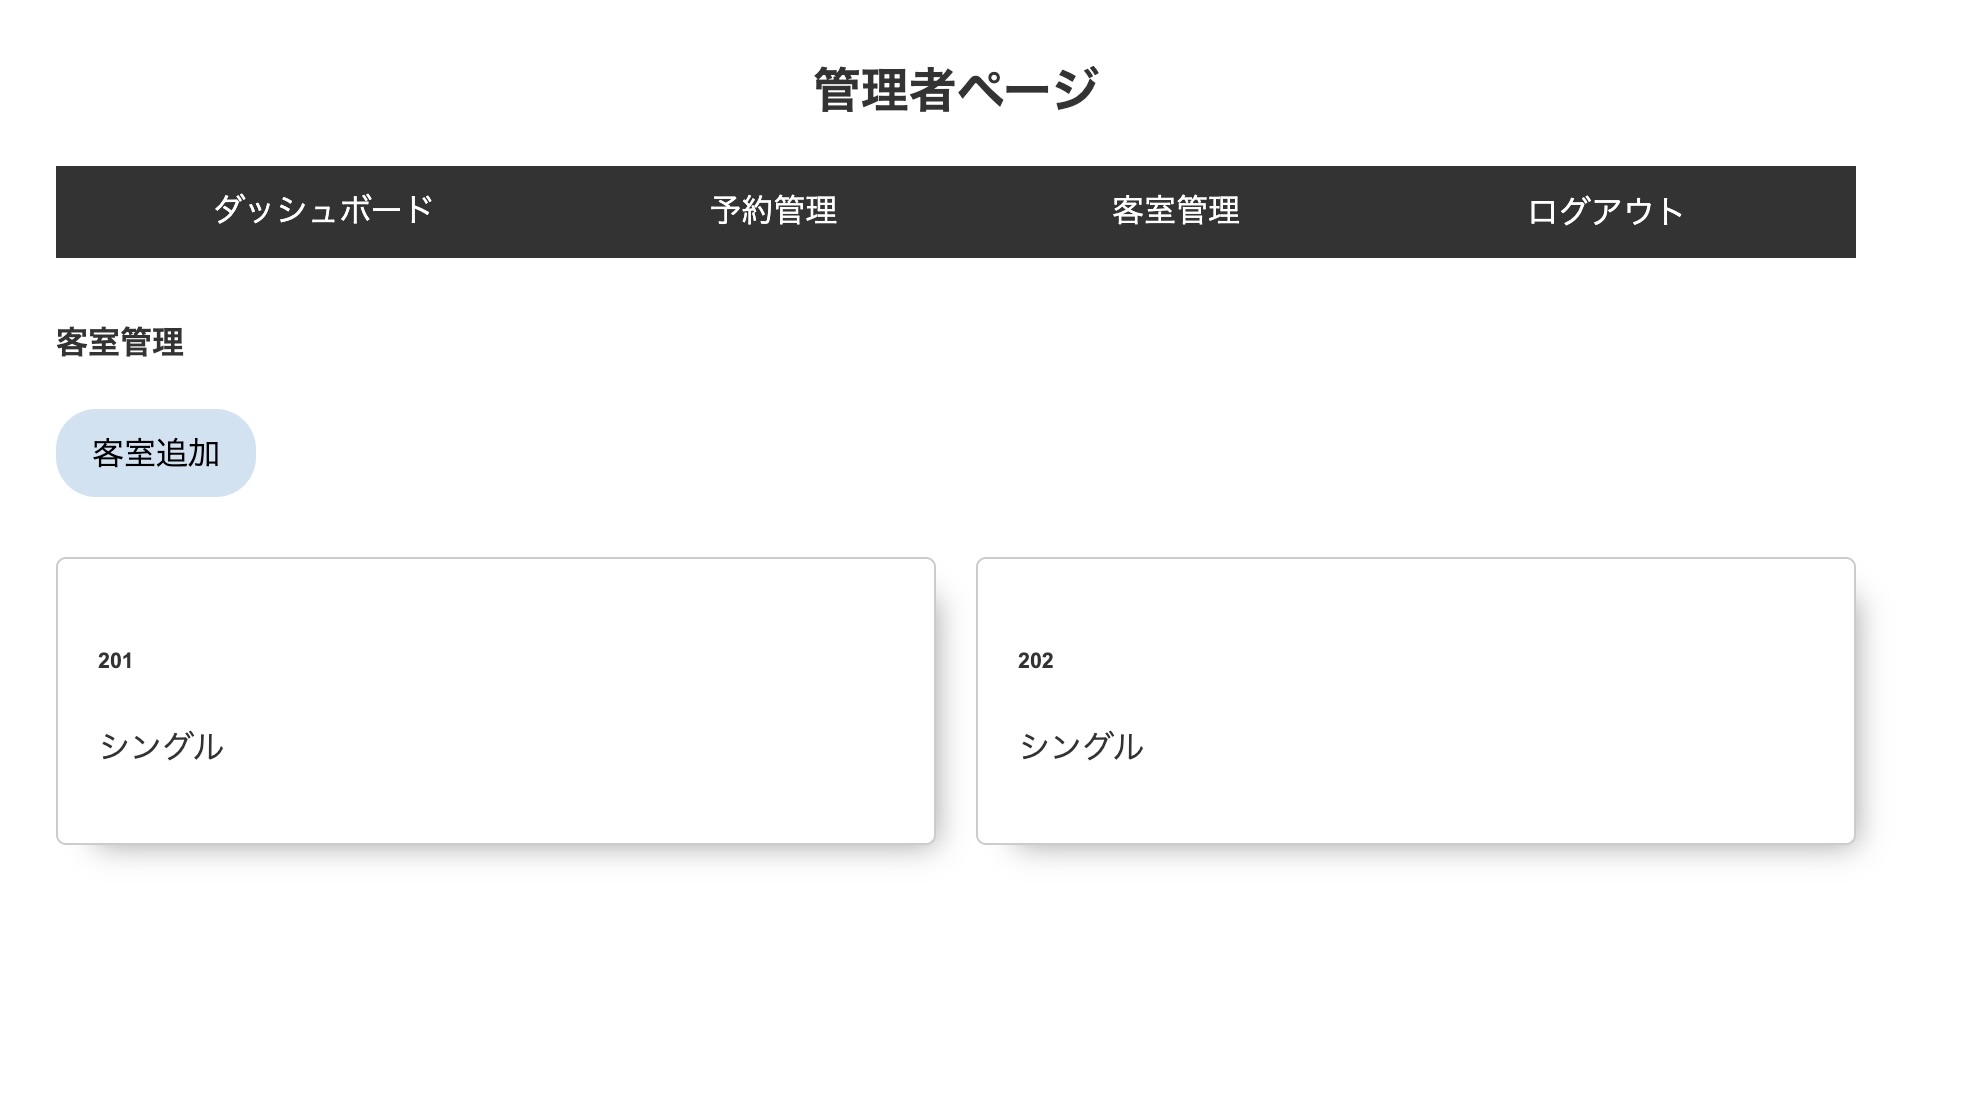 管理者ページ
ダッシュボード 予約管理 客室管理 ログアウト
客室管理
客室追加
201
シングル
202
シングル